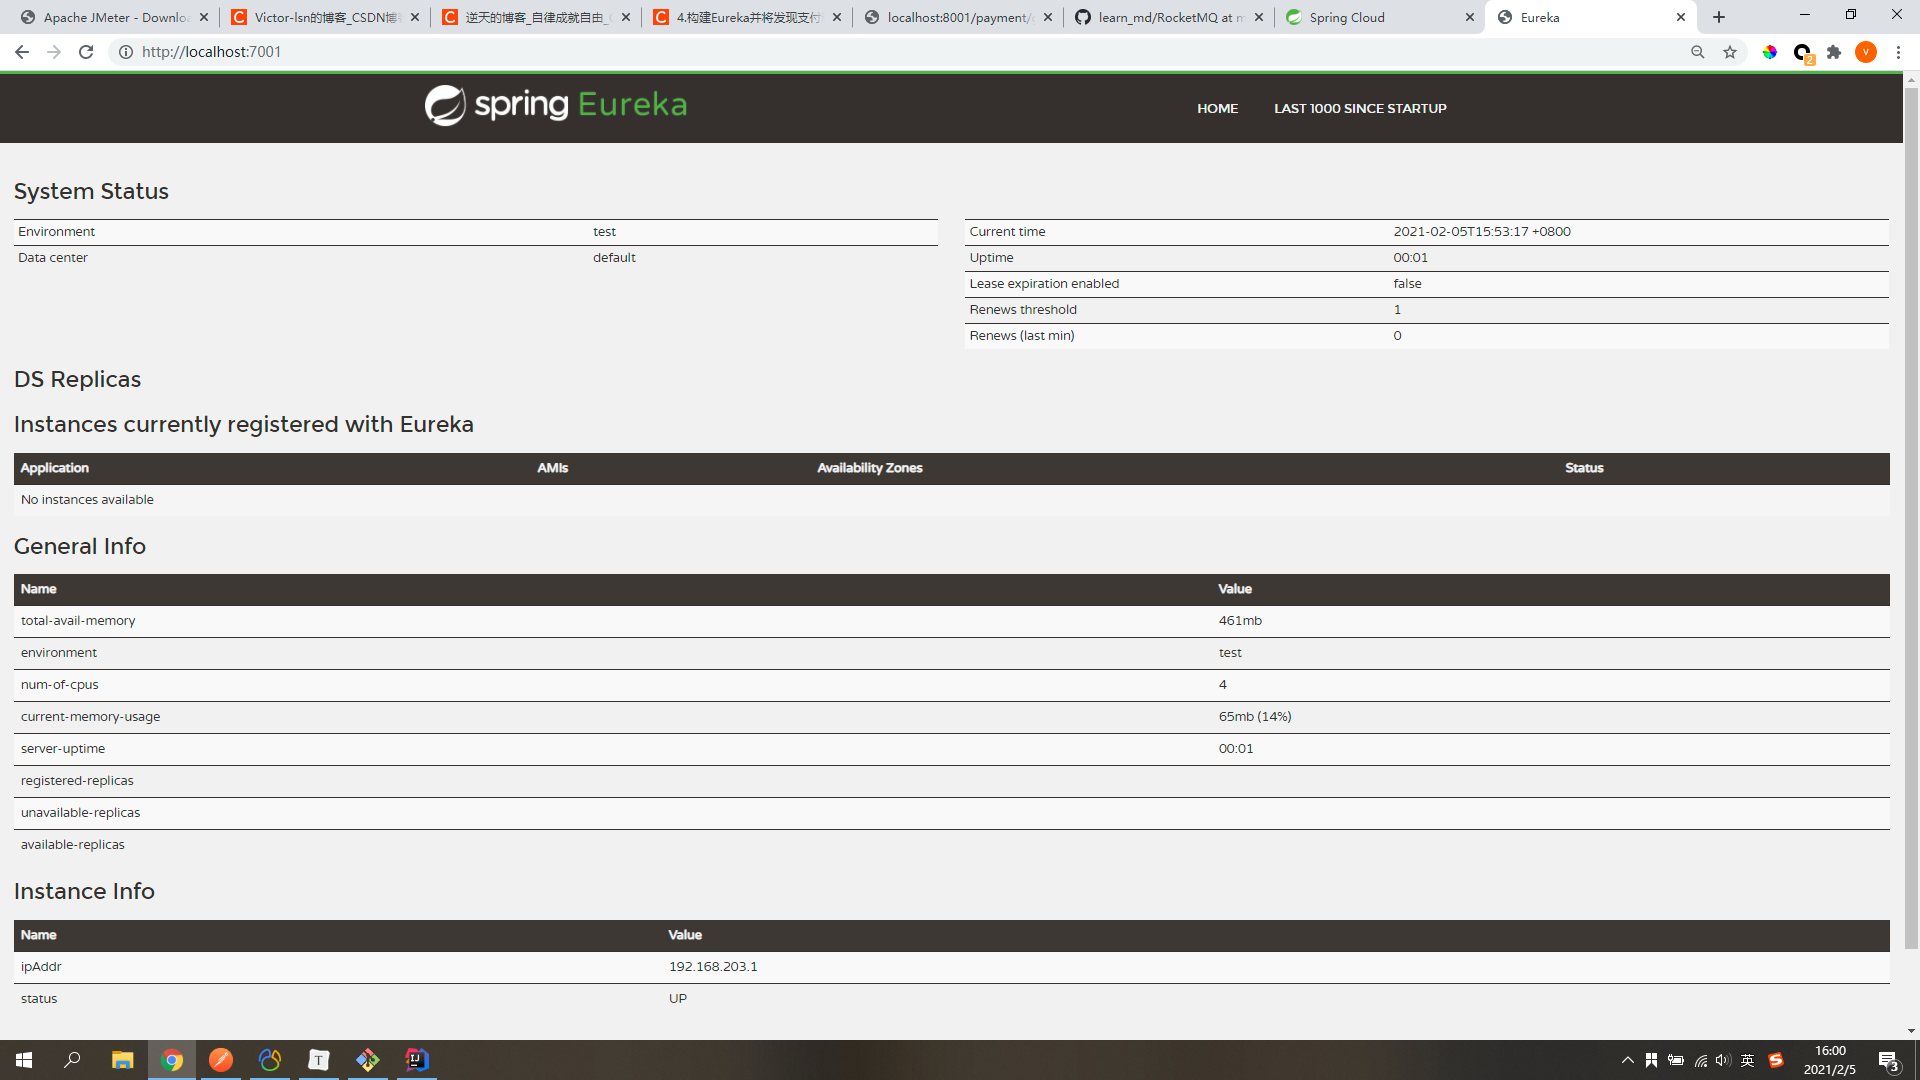 Apache JMeter - Downlo
Victor-lsn的博客_CSDN博
逆天的博客_自律成就自由_
4.构建Eureka并将发现支付
localhost:8001/payment/
learn_md/RocketMQ at m
Spring Cloud
Eureka
http://localhost:7001
2
v
spring Eureka
HOME
LAST 1000 SINCE STARTUP
System Status
Environment test
Data center default
Current time 2021-02-05T15:53:17 +0800
Uptime 00:01
Lease expiration enabled false
Renews threshold 1
Renews (last min) 0
DS Replicas
Instances currently registered with Eureka
Application AMIs Availability Zones Status
No instances available
General Info
Name Value
total-avail-memory 461mb
environment test
num-of-cpus 4
current-memory-usage 65mb (14%)
server-uptime 00:01
registered-replicas
unavailable-replicas
available-replicas
Instance Info
Name Value
ipAddr 192.168.203.1
status UP
T
IJ
英
S
16:00
2021/2/5
3